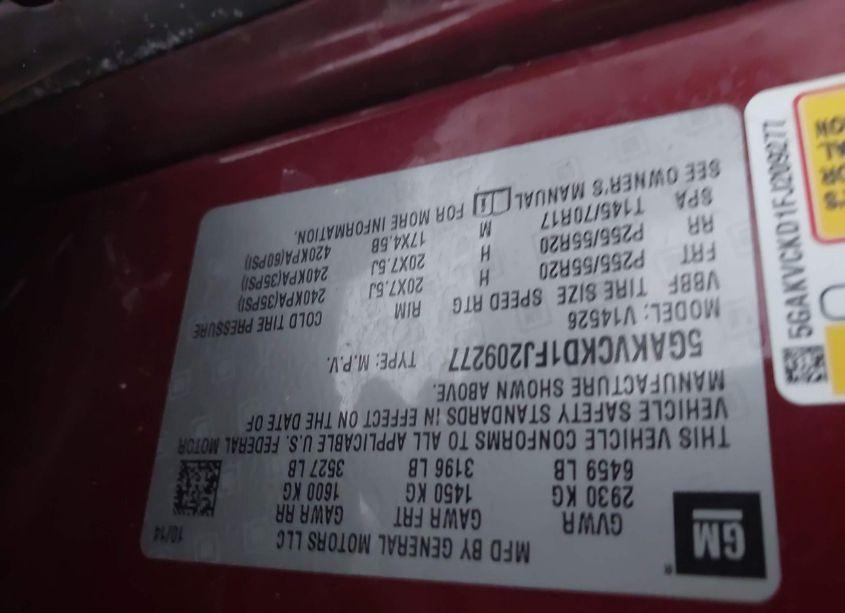 GM
MFD BY GENERAL MOTORS LLC
10/14
GVWR GAWR FRT GAWR RR
2930 KG 1450 KG 1600 KG
6459 LB 3196 LB 3527 LB
THIS VEHICLE CONFORMS TO ALL APPLICABLE U.S. FEDERAL MOTOR
VEHICLE SAFETY STANDARDS IN EFFECT ON THE DATE OF
MANUFACTURE SHOWN ABOVE.
5GAKVCKD1FJ209277 TYPE: M.P.V.
MODEL: V14526
TIRE SIZE SPEED RTG RIM COLD TIRE PRESSURE
FRT P255/55R20 H 20X7.5J 240KPA(35PSI)
RR P255/55R20 H 20X7.5J 240KPA(35PSI)
SPA T145/70R17 M 17X4.5B 420KPA(60PSI)
SEE OWNER'S MANUAL FOR MORE INFORMATION.
5GAKVCKD1FJ209277